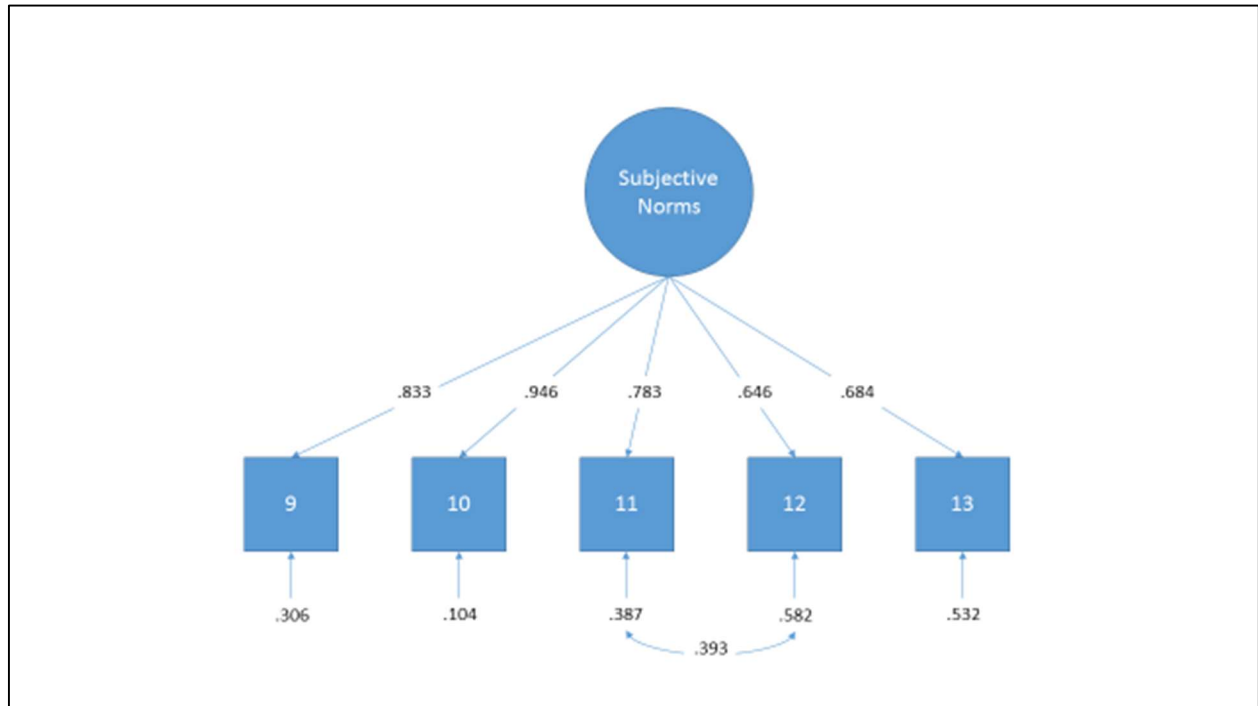 Subjective
Norms
.833 .946 .783 .646 .684
9 10 11 12 13
.306 .104 .387 .582 .532
.393